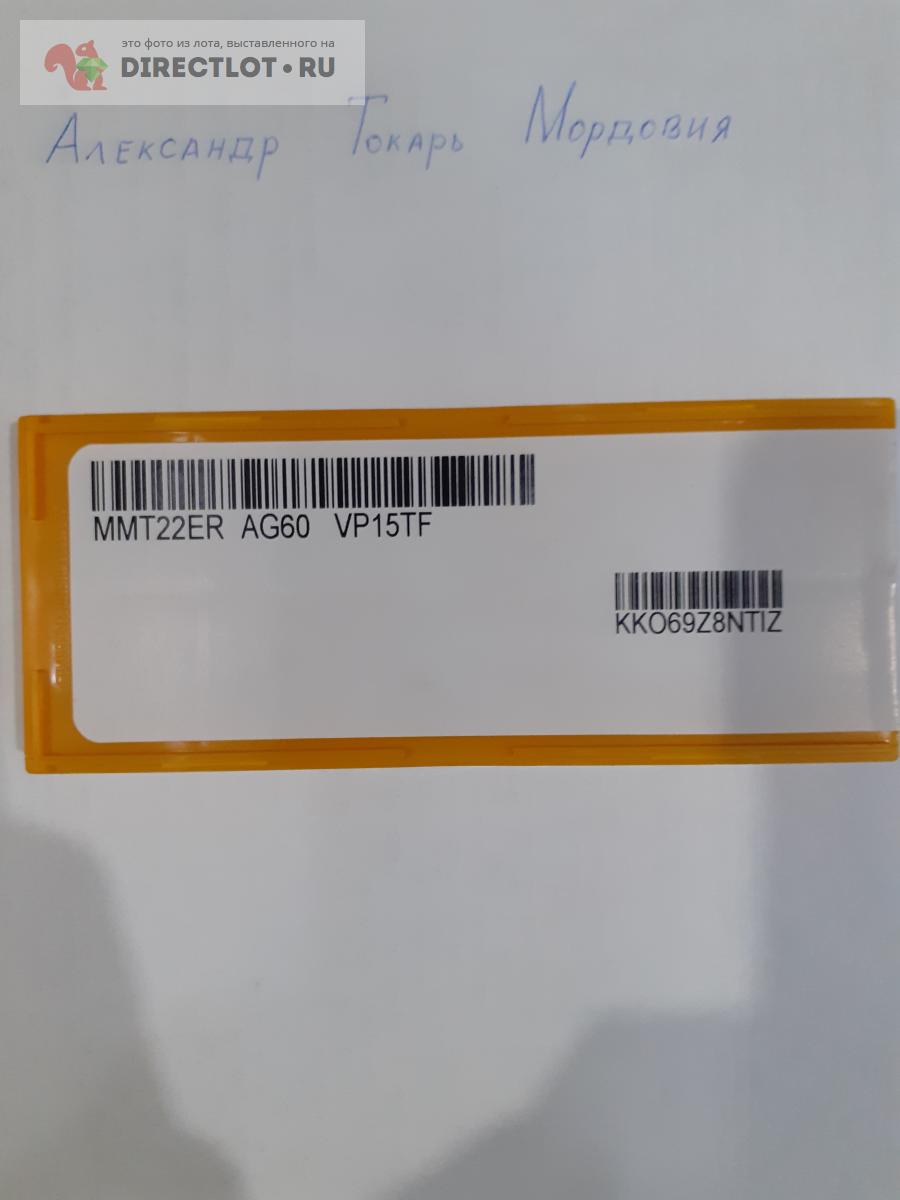 это фото из лота, выставленного на
DIRECTLOT•RU
Александр Токарь Мордовия
MMT22ER AG60 VP15TF
KKO69Z8NTIZ